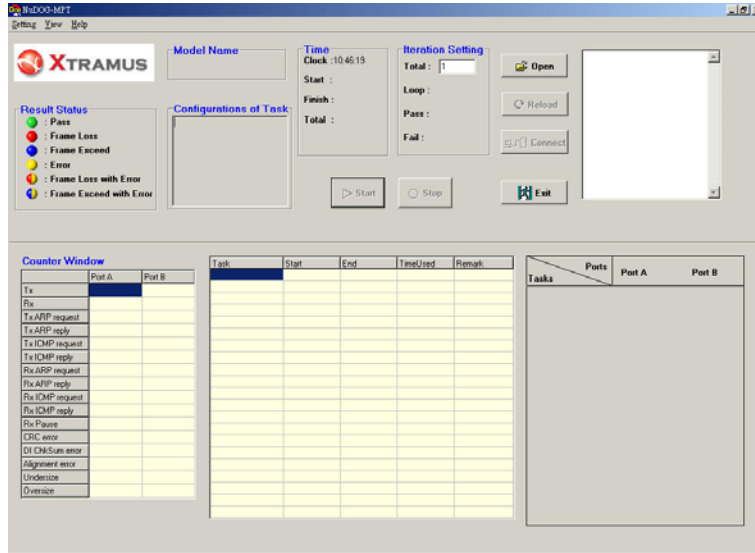 NuDOG-MPT
Setting View Help
XTRAMUS
Model Name
Configurations of Task
Result Status
: Pass
: Frame Loss
: Frame Exceed
: Error
: Frame Loss with Error
: Frame Exceed with Error
Time
Clock :10:46:19
Start :
Finish :
Total :
Iteration Setting
Total : 1
Loop :
Pass :
Fail :
Open
Reload
Connect
Start
Stop
Exit
Counter Window
Port A Port B
Tx
Rx
Tx ARP request
Tx ARP reply
Tx ICMP request
Tx ICMP reply
Rx ARP request
Rx ARP reply
Rx ICMP request
Rx ICMP reply
Rx Pause
CRC error
DI ChkSum error
Alignment error
Undersize
Oversize
Task Start End TimeUsed Remark
Ports
Tasks
Port A Port B